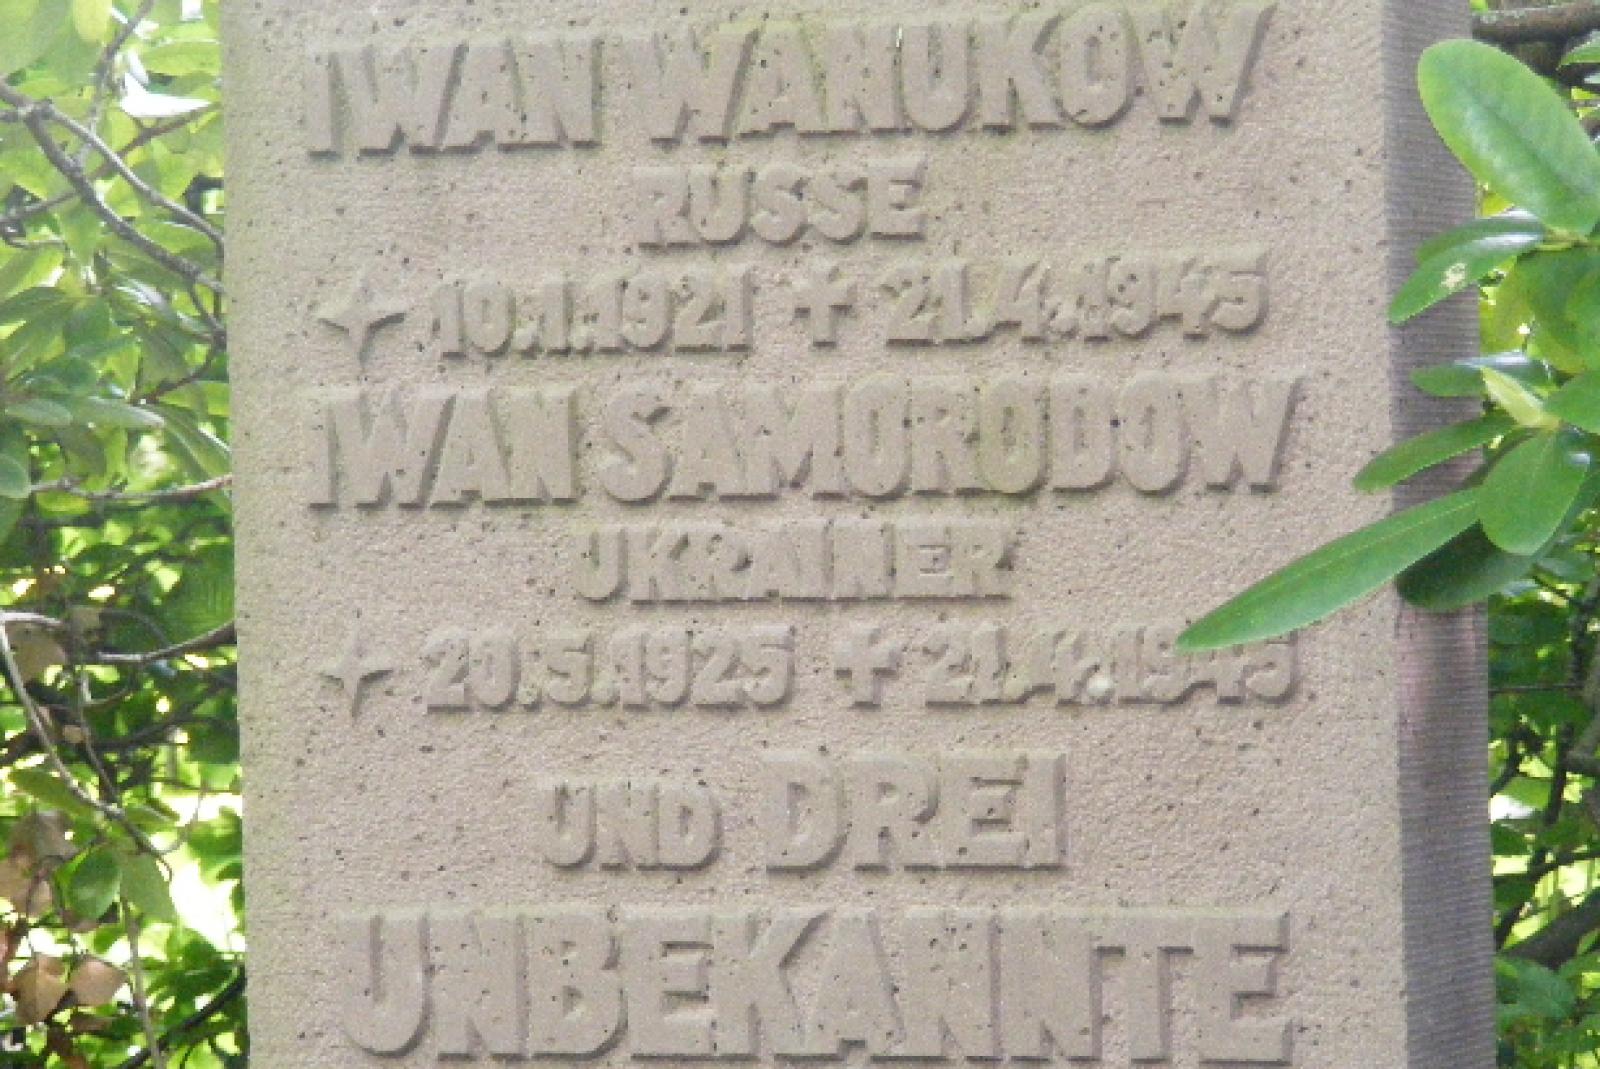 IWAN WANUKOW
RUSSE
✦ 10.1.1921 ✝ 21.4.1945
IWAN SAMORODOW
UKRAINER
✦ 20.5.1925 ✝ 21.4.1945
UND DREI
UNBEKANNTE